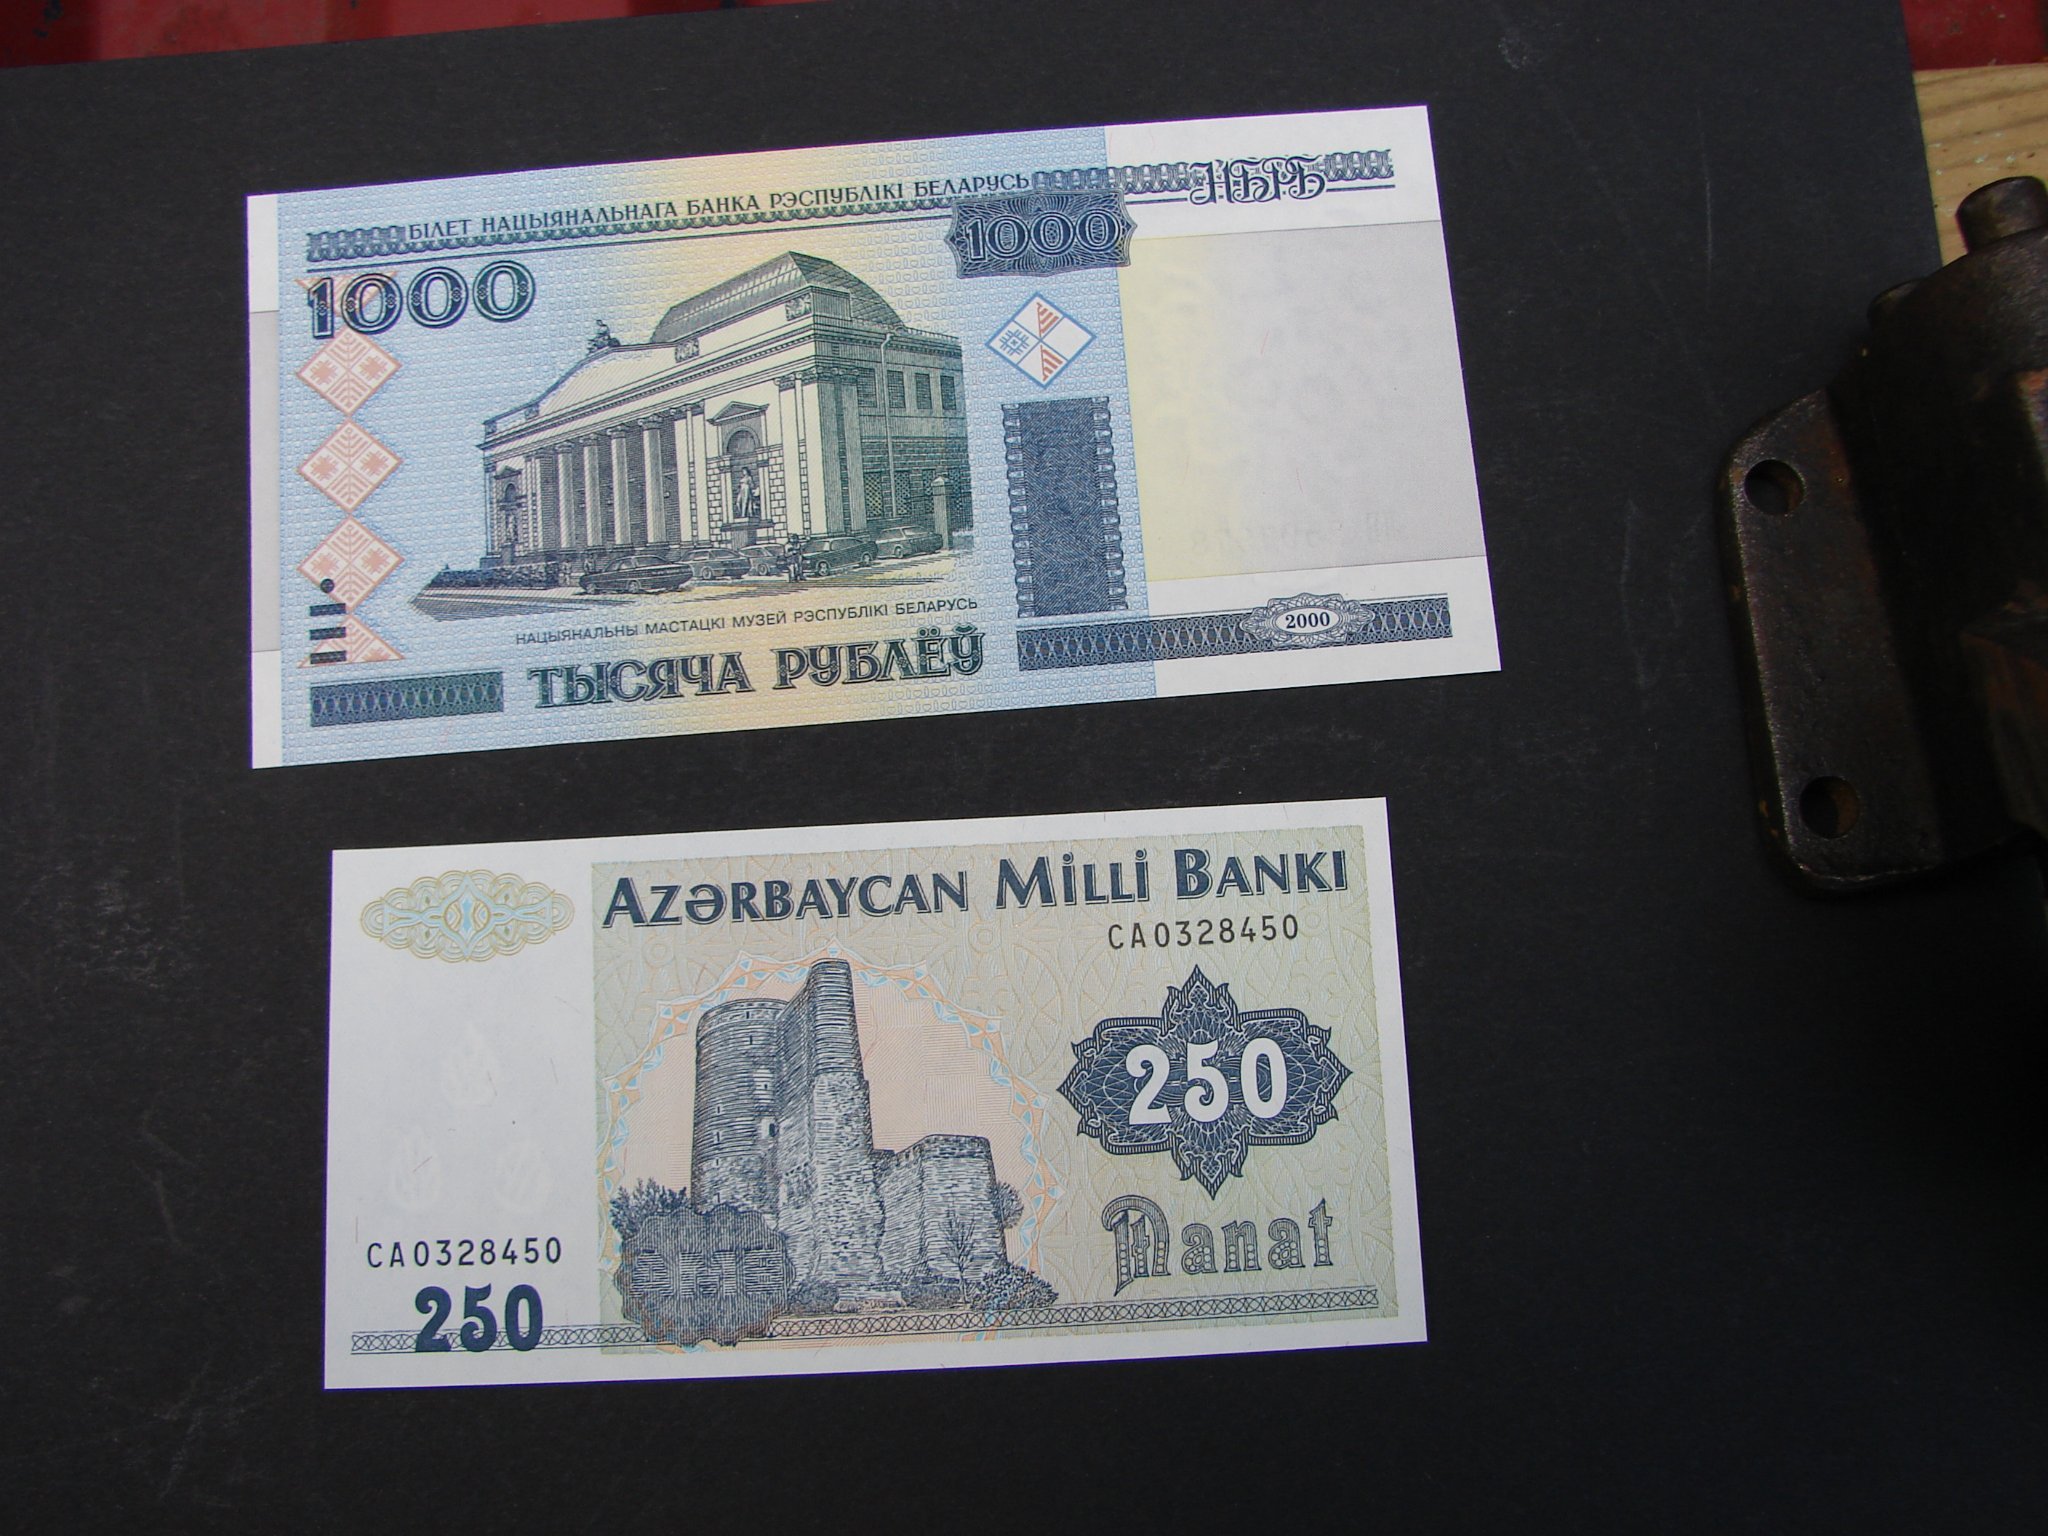 БІЛЕТ НАЦЫЯНАЛЬНАГА БАНКА РЭСПУБЛІКІ БЕЛАРУСЬ
НБРБ
1000
1000
НАЦЫЯНАЛЬНЫ МАСТАЦКІ МУЗЕЙ РЭСПУБЛІКІ БЕЛАРУСЬ
2000
ТЫСЯЧА РУБЛЁЎ
AZƏRBAYCAN MİLLİ BANKI
CA0328450
250
Manat
CA0328450
250